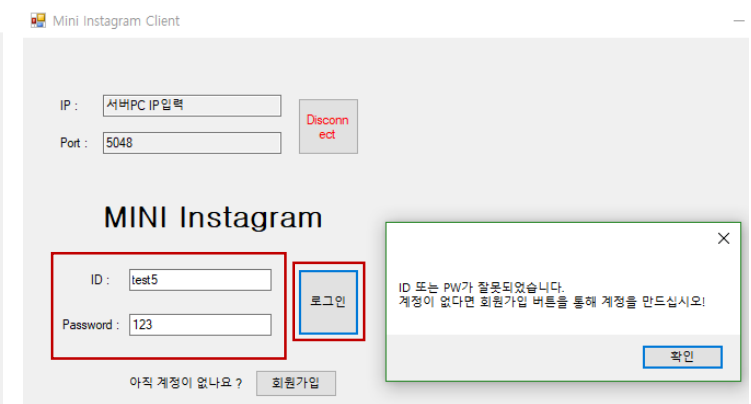 Mini Instagram Client
IP :
서버PC IP입력
Disconn
ect
Port :
5048
MINI Instagram
ID :
test5
로그인
Password :
123
ID 또는 PW가 잘못되었습니다.
계정이 없다면 회원가입 버튼을 통해 계정을 만드십시오!
확인
아직 계정이 없나요 ?
회원가입